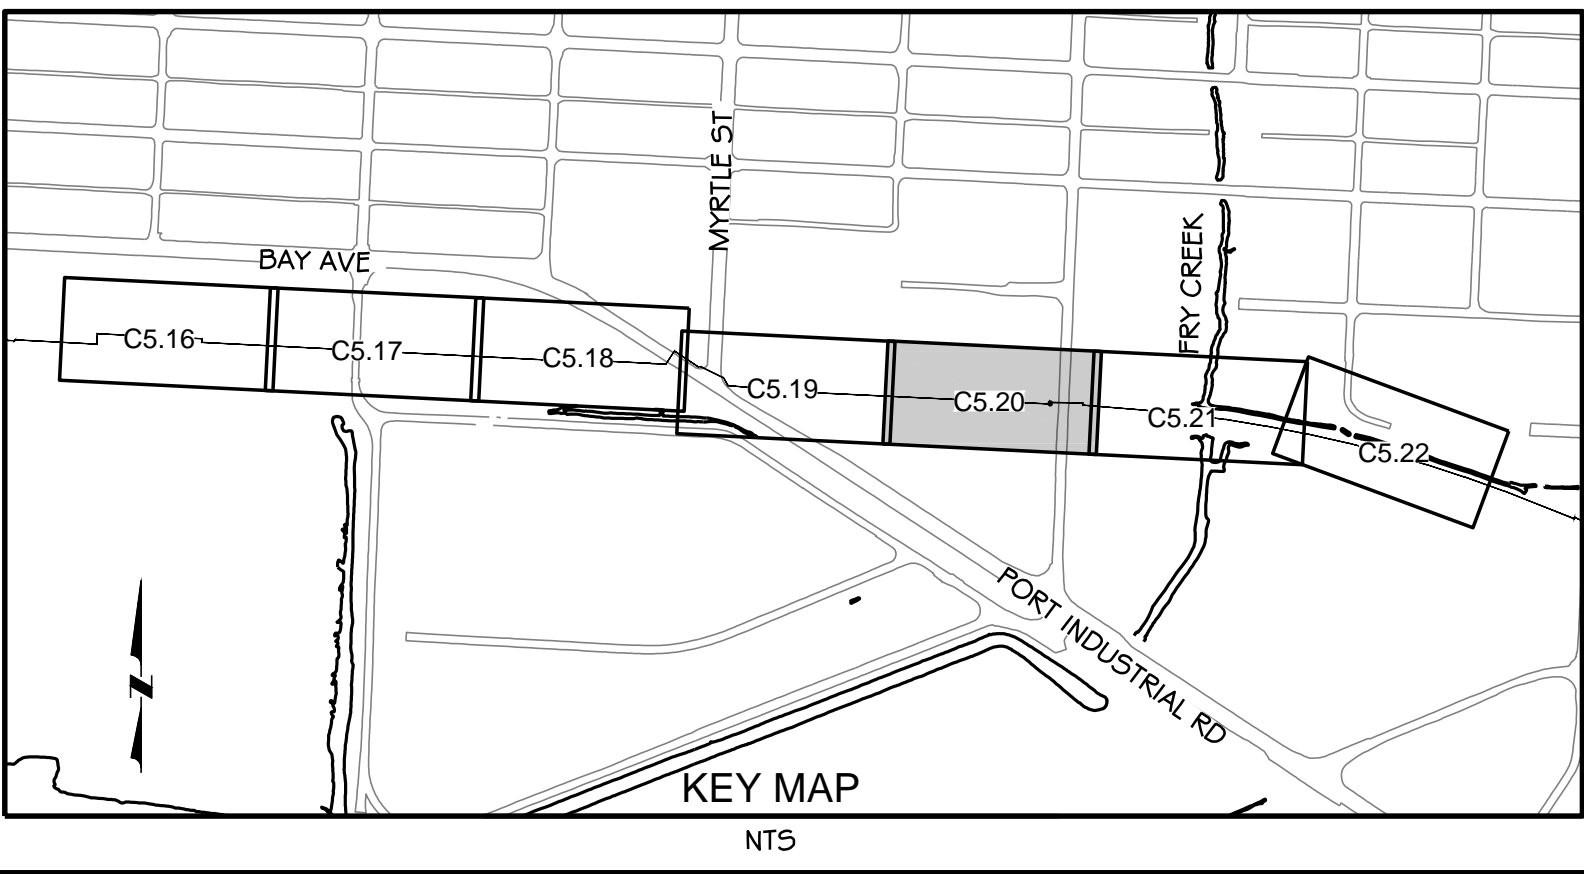 MYRTLE ST
BAY AVE
FRY CREEK
C5.16
C5.17
C5.18
C5.19
C5.20
C5.21
C5.22
PORT INDUSTRIAL RD
N
KEY MAP
NTS